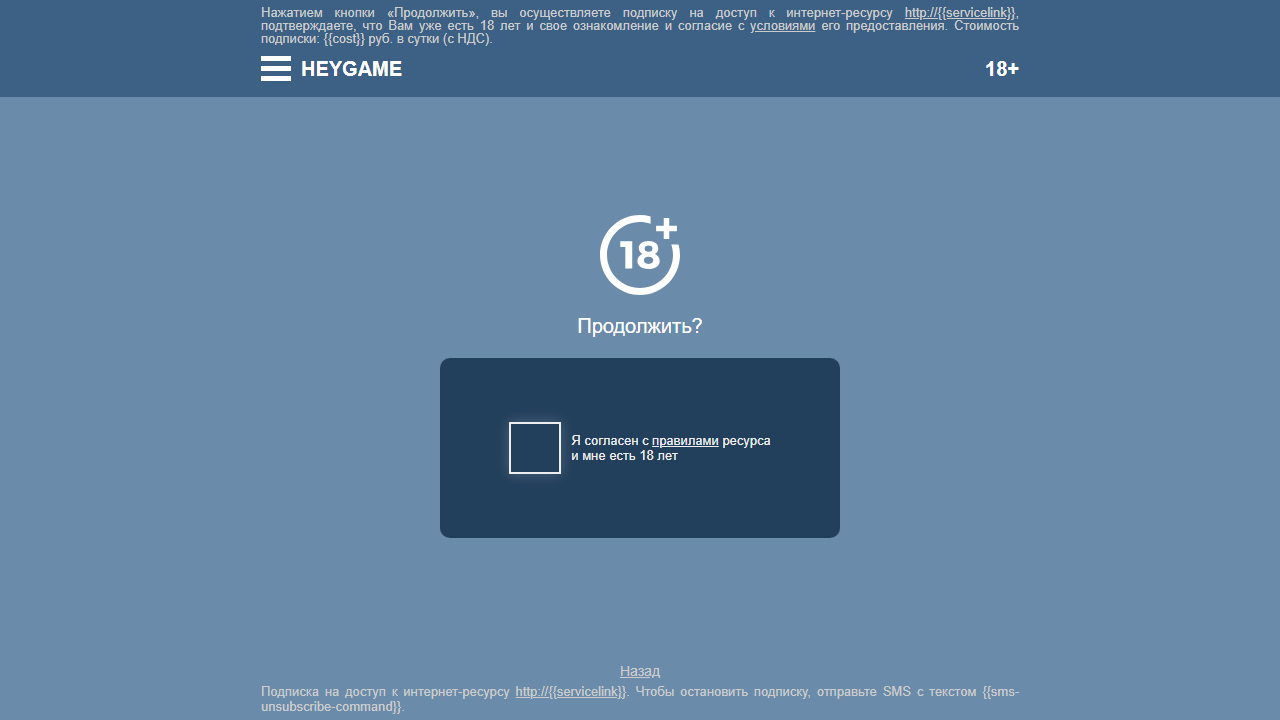 Нажатием кнопки «Продолжить», вы осуществляете подписку на доступ к интернет-ресурсу http://{{servicelink}},
подтверждаете, что Вам уже есть 18 лет и свое ознакомление и согласие с условиями его предоставления. Стоимость
подписки: {{cost}} руб. в сутки (с НДС).
HEYGAME 18+
18+
Продолжить?
Я согласен с правилами ресурса
и мне есть 18 лет
Назад
Подписка на доступ к интернет-ресурсу http://{{servicelink}}. Чтобы остановить подписку, отправьте SMS с текстом {{sms-
unsubscribe-command}}.